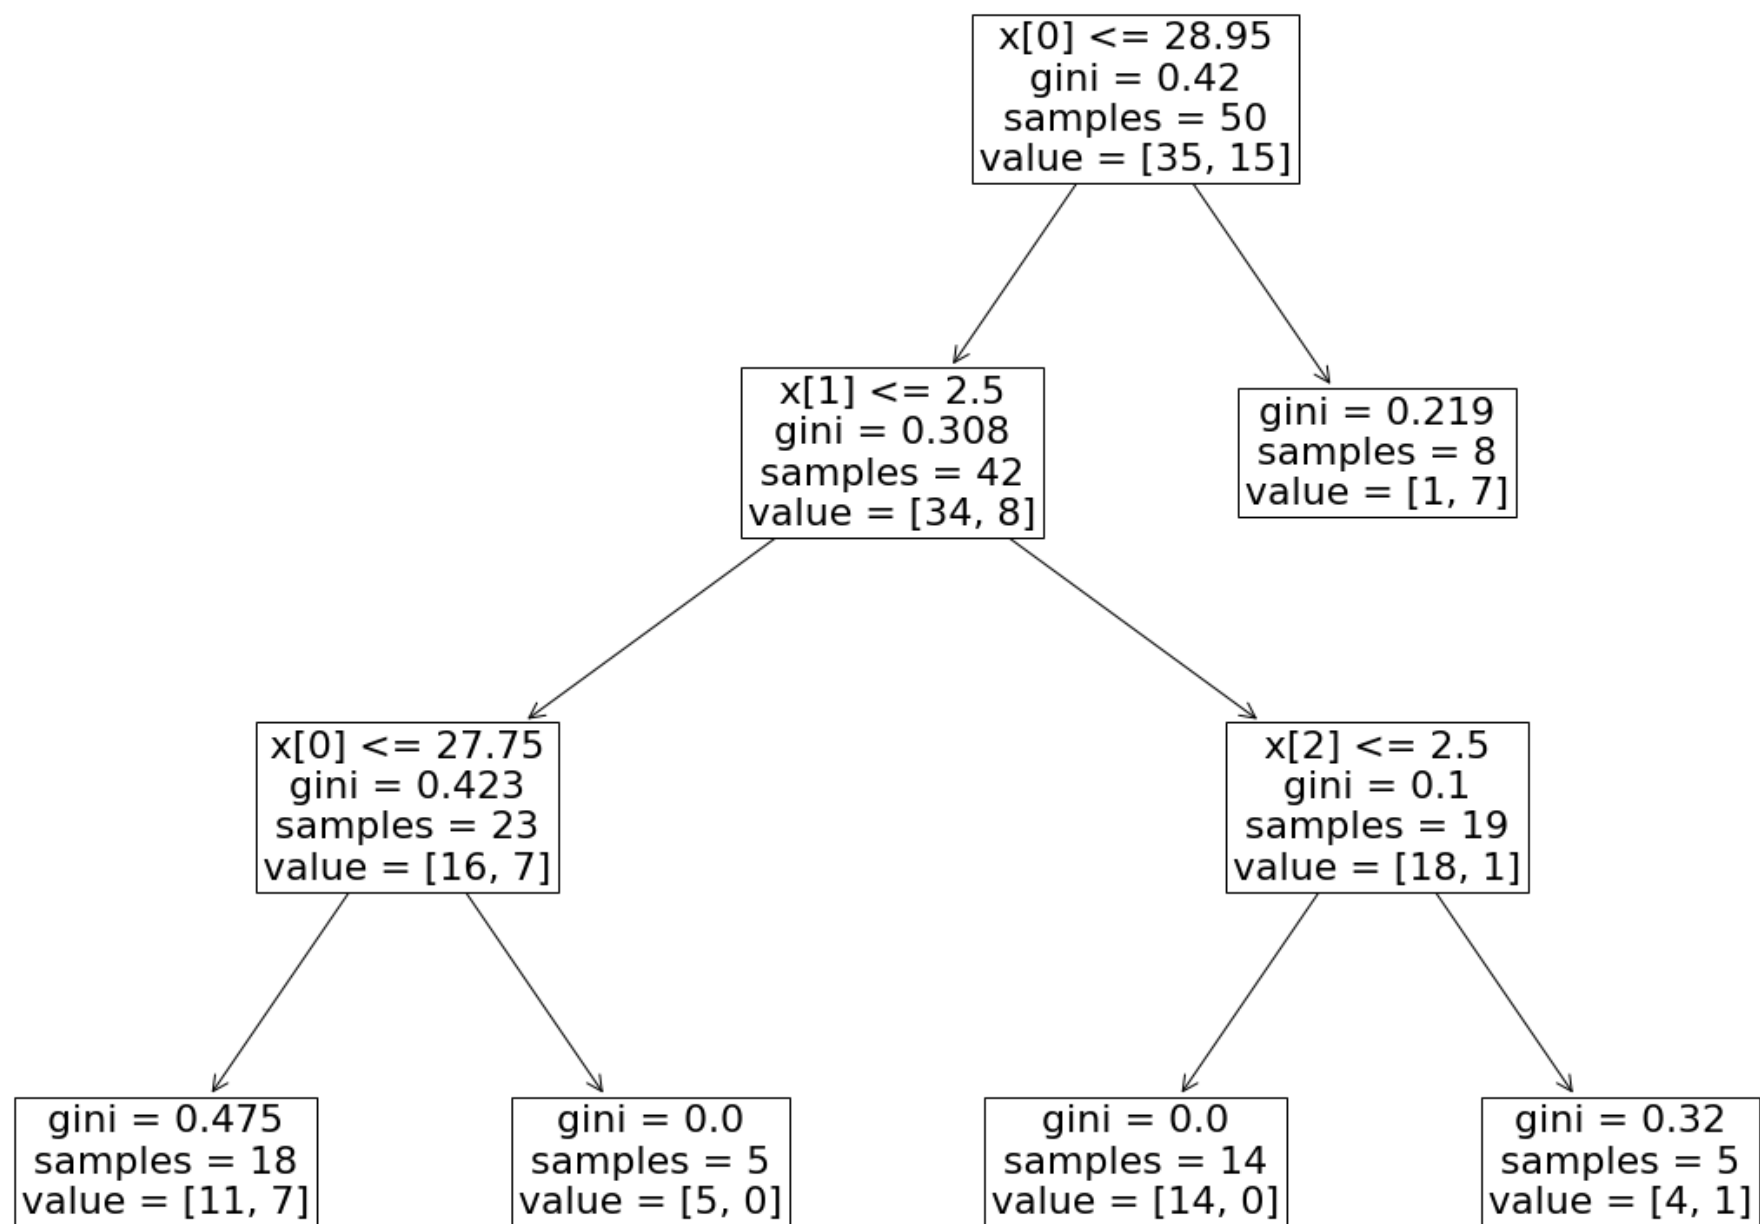 x[0] <= 28.95
gini = 0.42
samples = 50
value = [35, 15]
x[1] <= 2.5
gini = 0.308
samples = 42
value = [34, 8]
gini = 0.219
samples = 8
value = [1, 7]
x[0] <= 27.75
gini = 0.423
samples = 23
value = [16, 7]
x[2] <= 2.5
gini = 0.1
samples = 19
value = [18, 1]
gini = 0.475
samples = 18
value = [11, 7]
gini = 0.0
samples = 5
value = [5, 0]
gini = 0.0
samples = 14
value = [14, 0]
gini = 0.32
samples = 5
value = [4, 1]